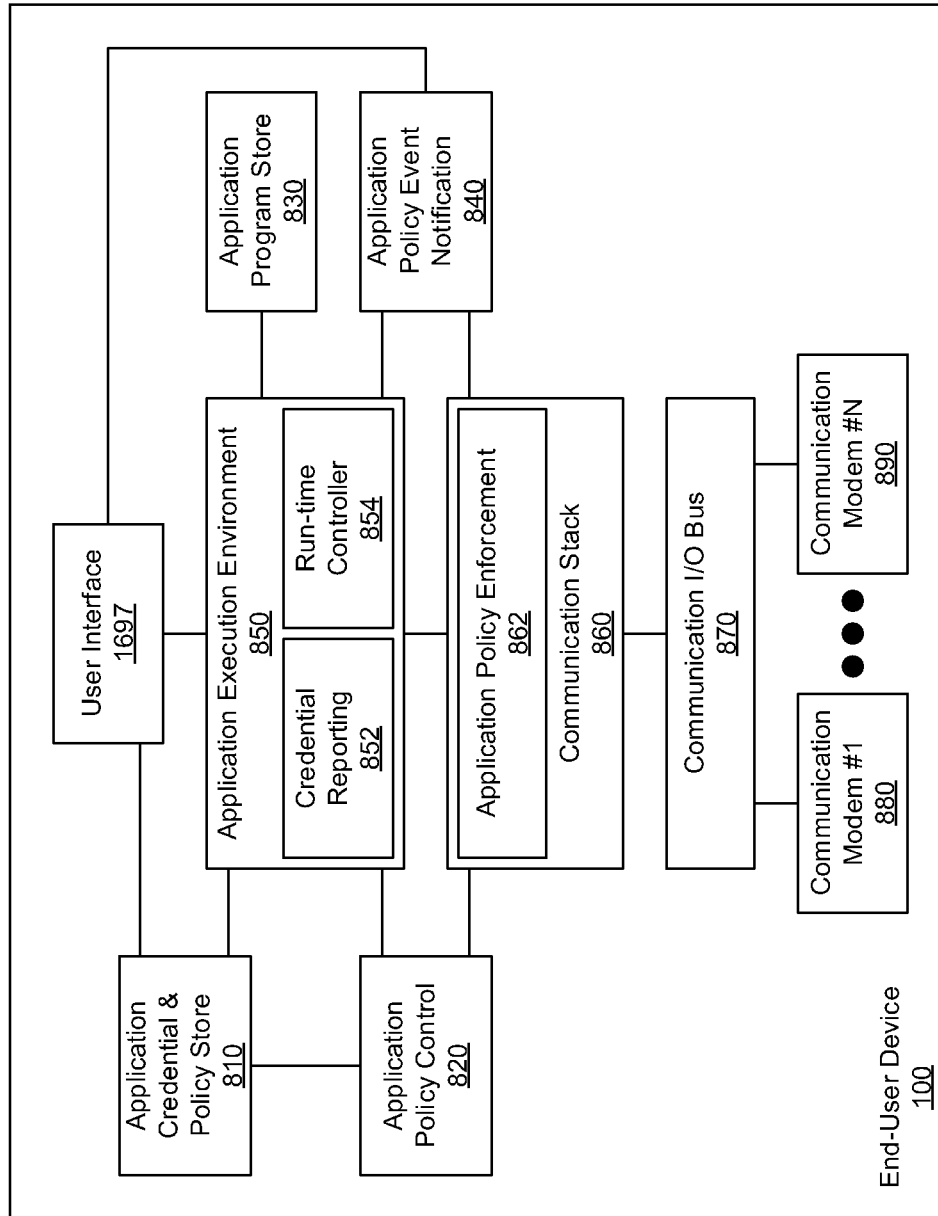 User Interface
1697
Application
Credential &
Policy Store
810
Application Execution Environment
850
Credential
Reporting
852
Run-time
Controller
854
Application
Program Store
830
Application
Policy Control
820
Application Policy Enforcement
862
Communication Stack
860
Application
Policy Event
Notification
840
Communication I/O Bus
870
Communication
Modem #1
880
Communication
Modem #N
890
End-User Device
100